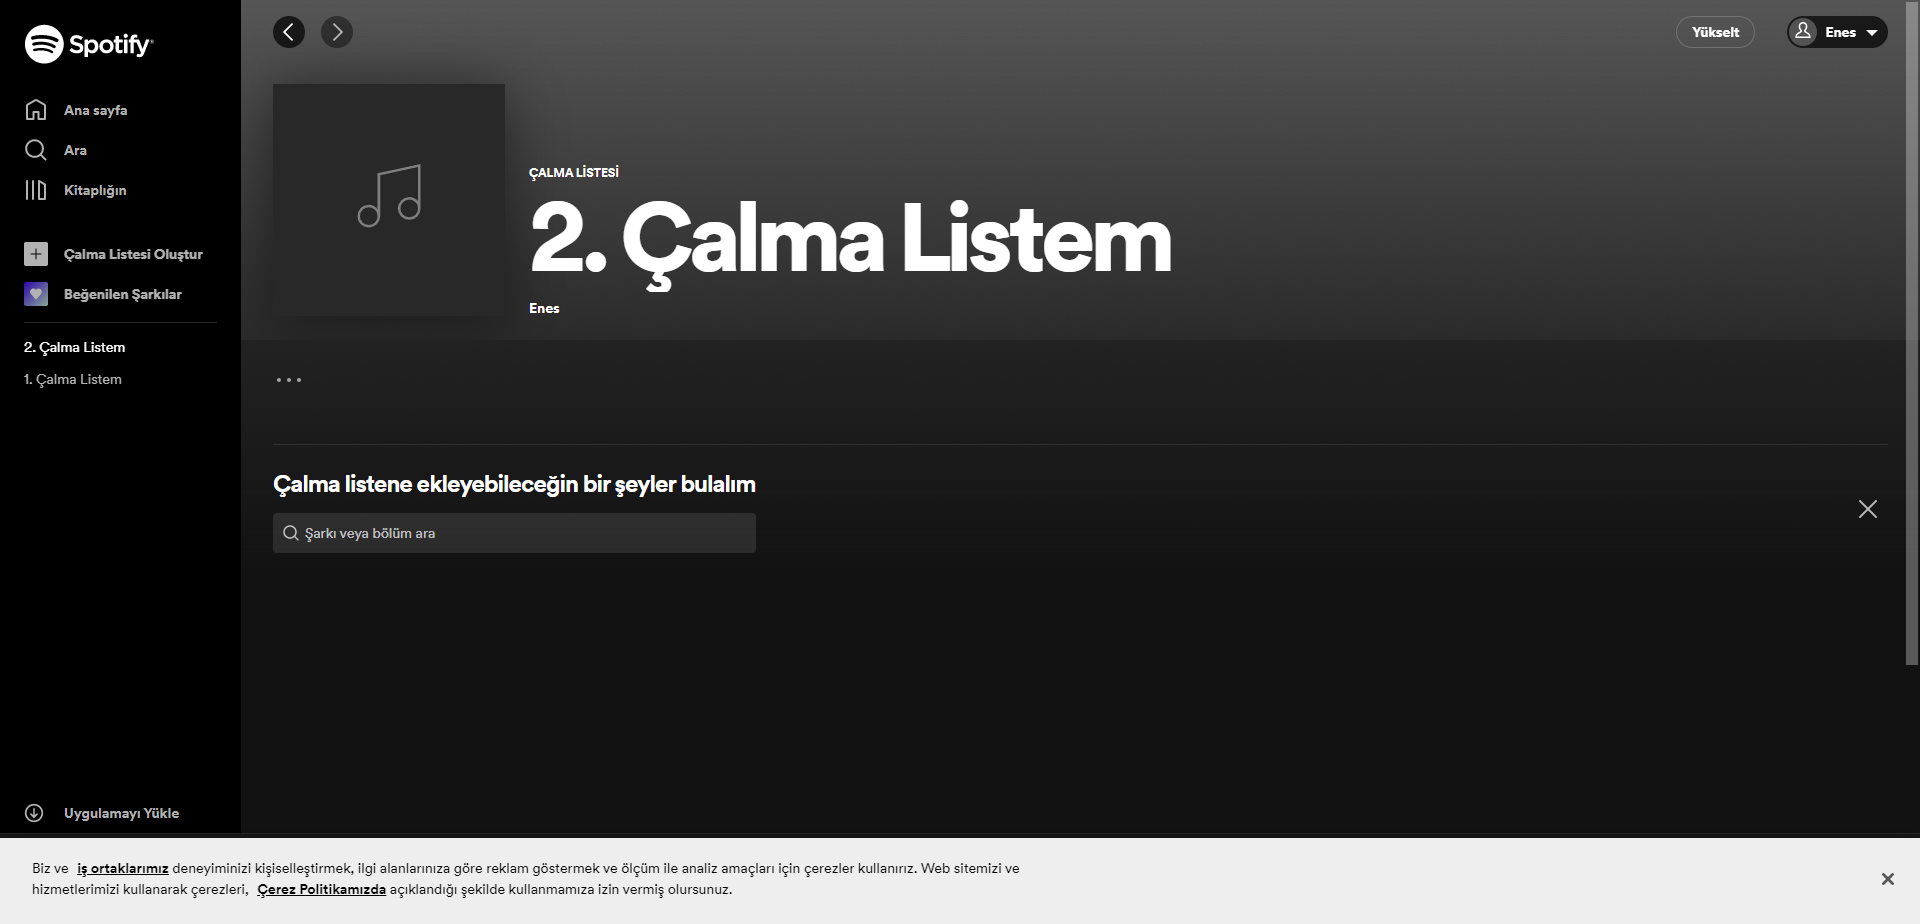 Spotify
Ana sayfa
Ara
Kitaplığın
Çalma Listesi Oluştur
Beğenilen Şarkılar
2. Çalma Listem
1. Çalma Listem
Uygulamayı Yükle
Yükselt
Enes
ÇALMA LİSTESİ
2. Çalma Listem
Enes
Çalma listene ekleyebileceğin bir şeyler bulalım
Şarkı veya bölüm ara
Biz ve iş ortaklarımız deneyiminizi kişiselleştirmek, ilgi alanlarınıza göre reklam göstermek ve ölçüm ile analiz amaçları için çerezler kullanırız. Web sitemizi ve
hizmetlerimizi kullanarak çerezleri, Çerez Politikamızda açıklandığı şekilde kullanmamıza izin vermiş olursunuz.